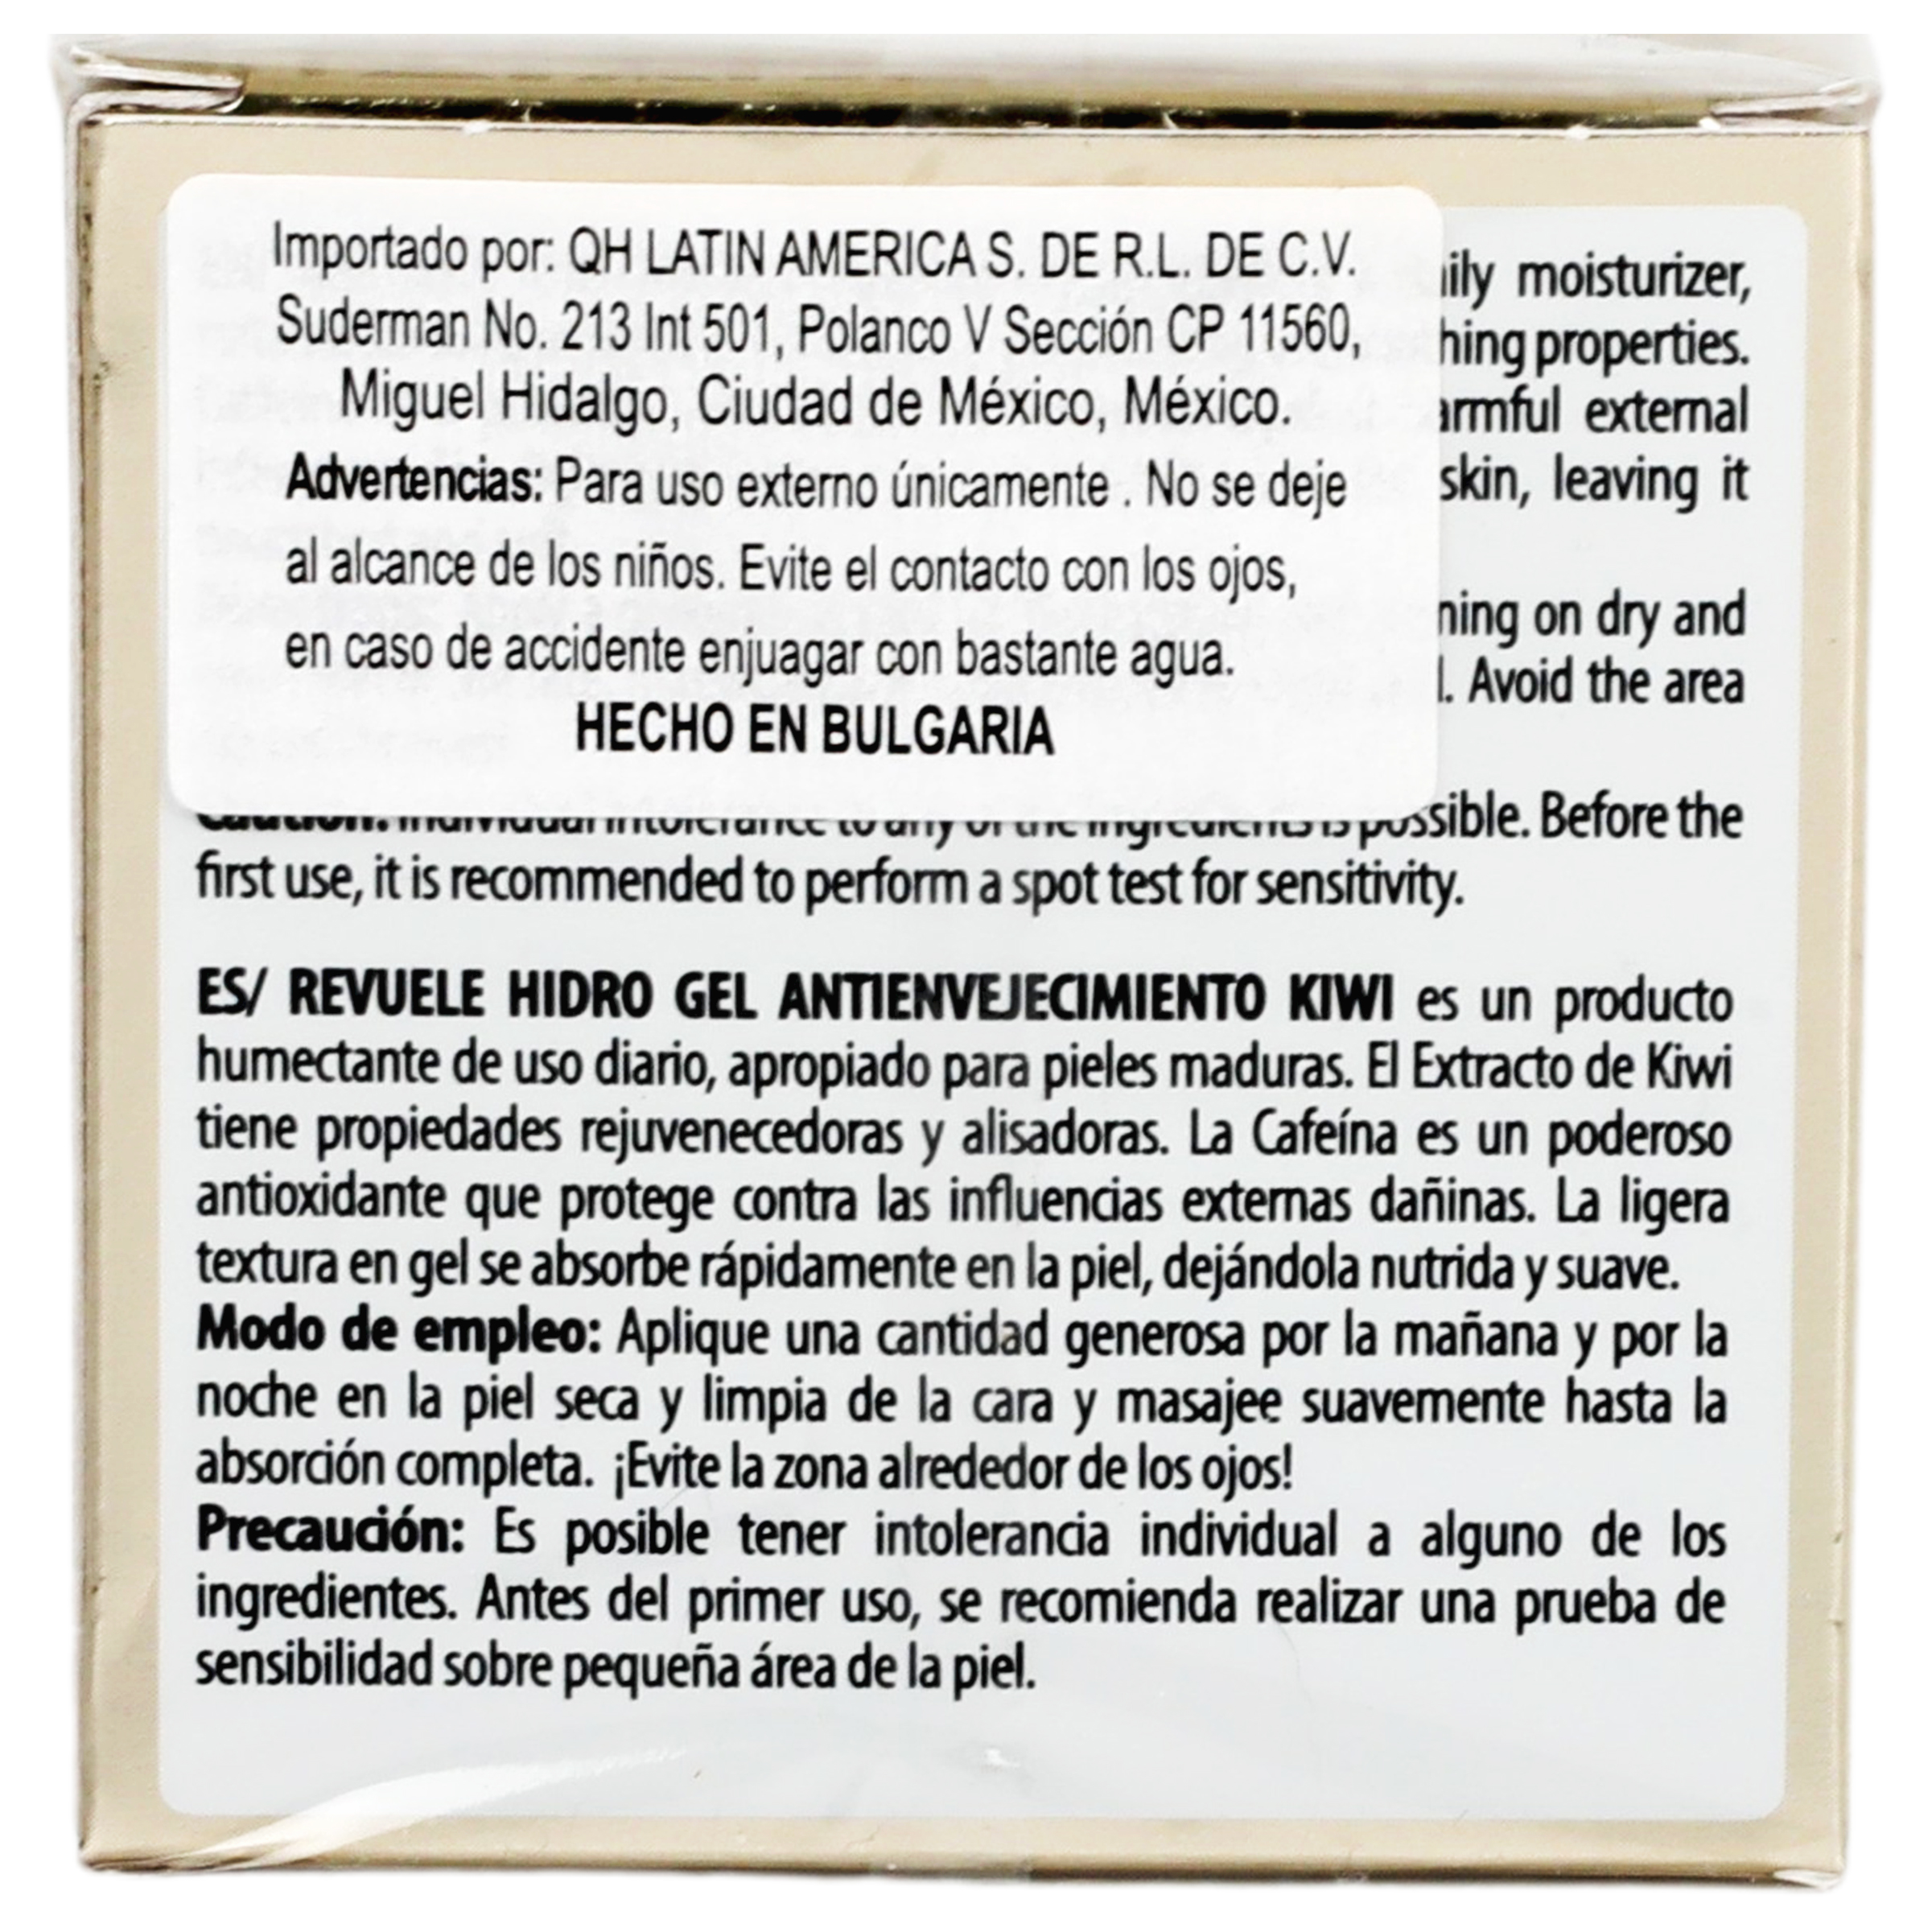 Importado por: QH LATIN AMERICA S. DE R.L. DE C.V.
Suderman No. 213 Int 501, Polanco V Sección CP 11560,
Miguel Hidalgo, Ciudad de México, México.
Advertencias: Para uso externo únicamente . No se deje
al alcance de los niños. Evite el contacto con los ojos,
en caso de accidente enjuagar con bastante agua.
HECHO EN BULGARIA
moisturizer,
properties.
external
skin, leaving it
on dry and
Avoid the area
Caution: Individual intolerance to any of the ingredients is possible. Before the
first use, it is recommended to perform a spot test for sensitivity.
ES/ REVUELE HIDRO GEL ANTIENVEJECIMIENTO KIWI es un producto
humectante de uso diario, apropiado para pieles maduras. El Extracto de Kiwi
tiene propiedades rejuvenecedoras y alisadoras. La Cafeína es un poderoso
antioxidante que protege contra las influencias externas dañinas. La ligera
textura en gel se absorbe rápidamente en la piel, dejándola nutrida y suave.
Modo de empleo: Aplique una cantidad generosa por la mañana y por la
noche en la piel seca y limpia de la cara y masajee suavemente hasta la
absorción completa. ¡Evite la zona alrededor de los ojos!
Precaución: Es posible tener intolerancia individual a alguno de los
ingredientes. Antes del primer uso, se recomienda realizar una prueba de
sensibilidad sobre pequeña área de la piel.